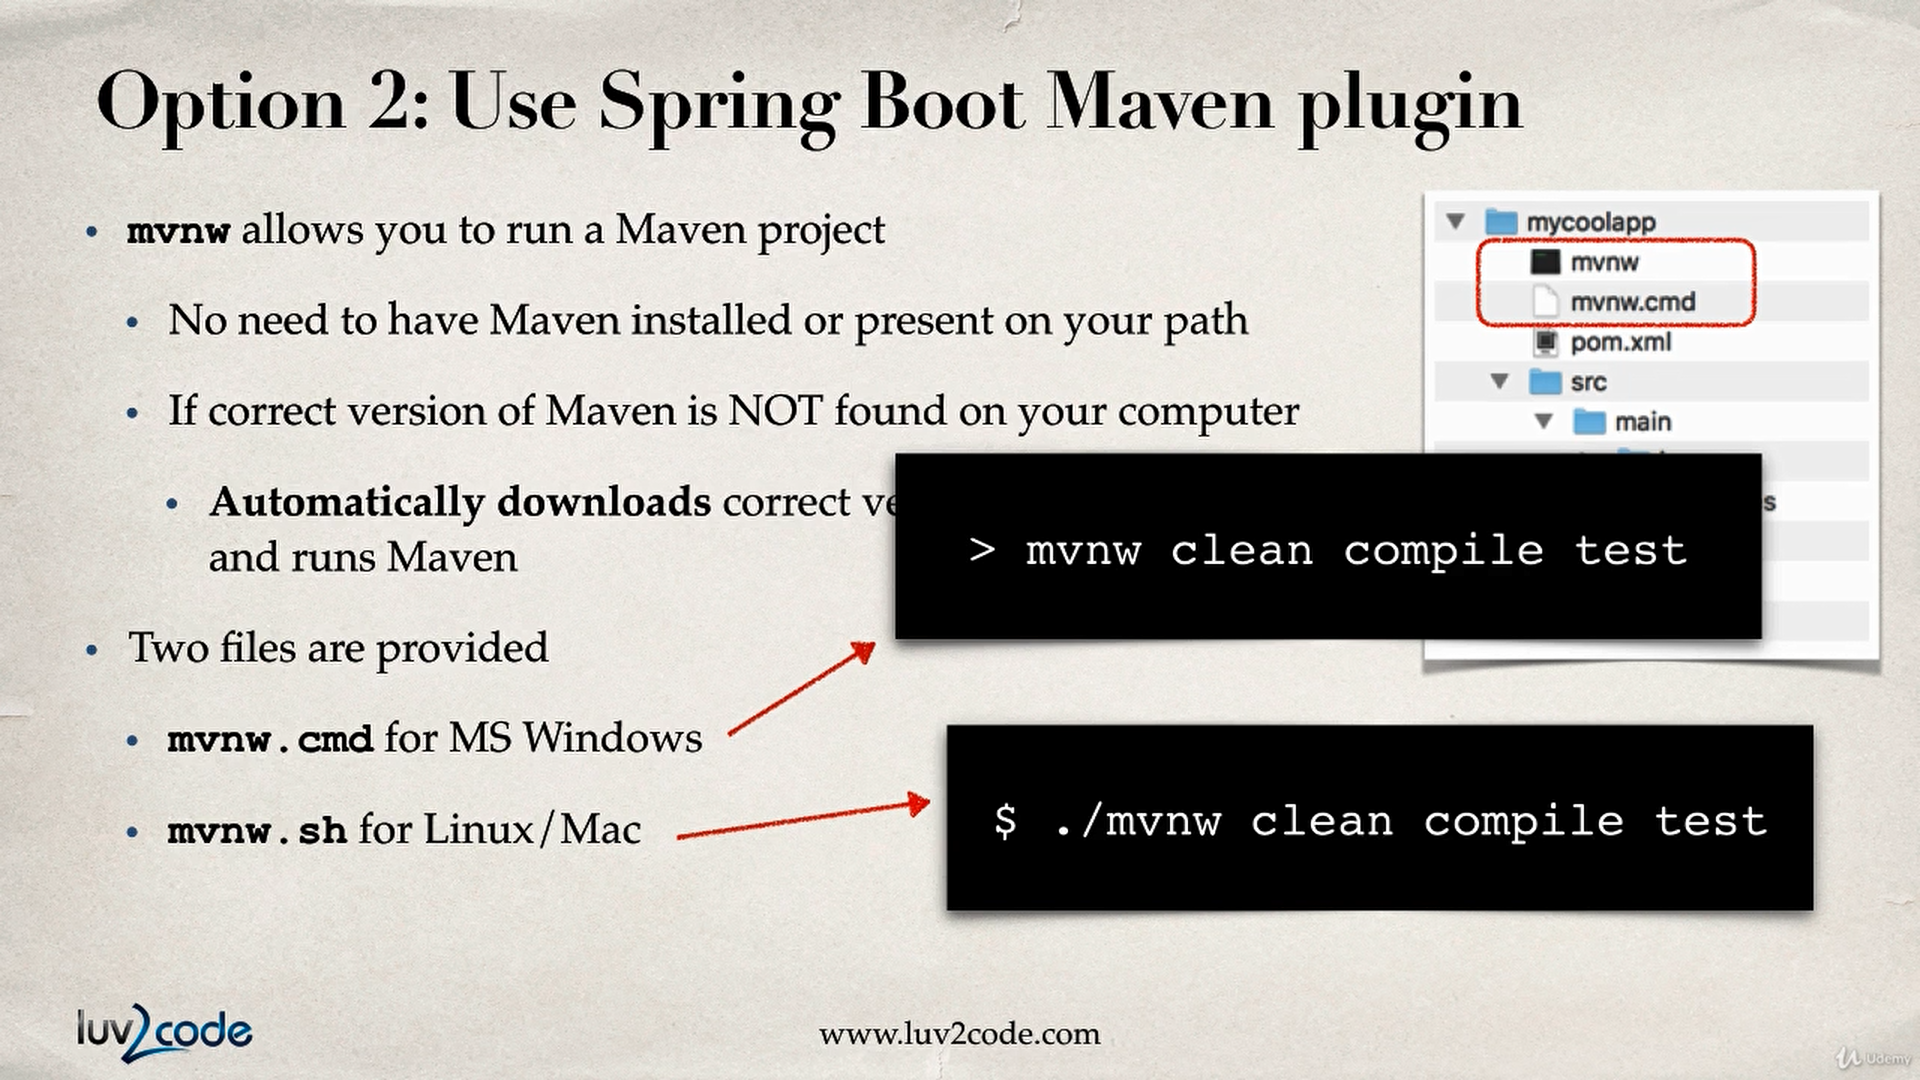 Option 2: Use Spring Boot Maven plugin
• mvnw allows you to run a Maven project
• No need to have Maven installed or present on your path
• If correct version of Maven is NOT found on your computer
• Automatically downloads correct
and runs Maven
• Two files are provided
• mvnw.cmd for MS Windows
• mvnw.sh for Linux/Mac
mycoolapp
mvnw
mvnw.cmd
pom.xml
src
main
> mvnw clean compile test
$ ./mvnw clean compile test
luv2code
www.luv2code.com
Udemy